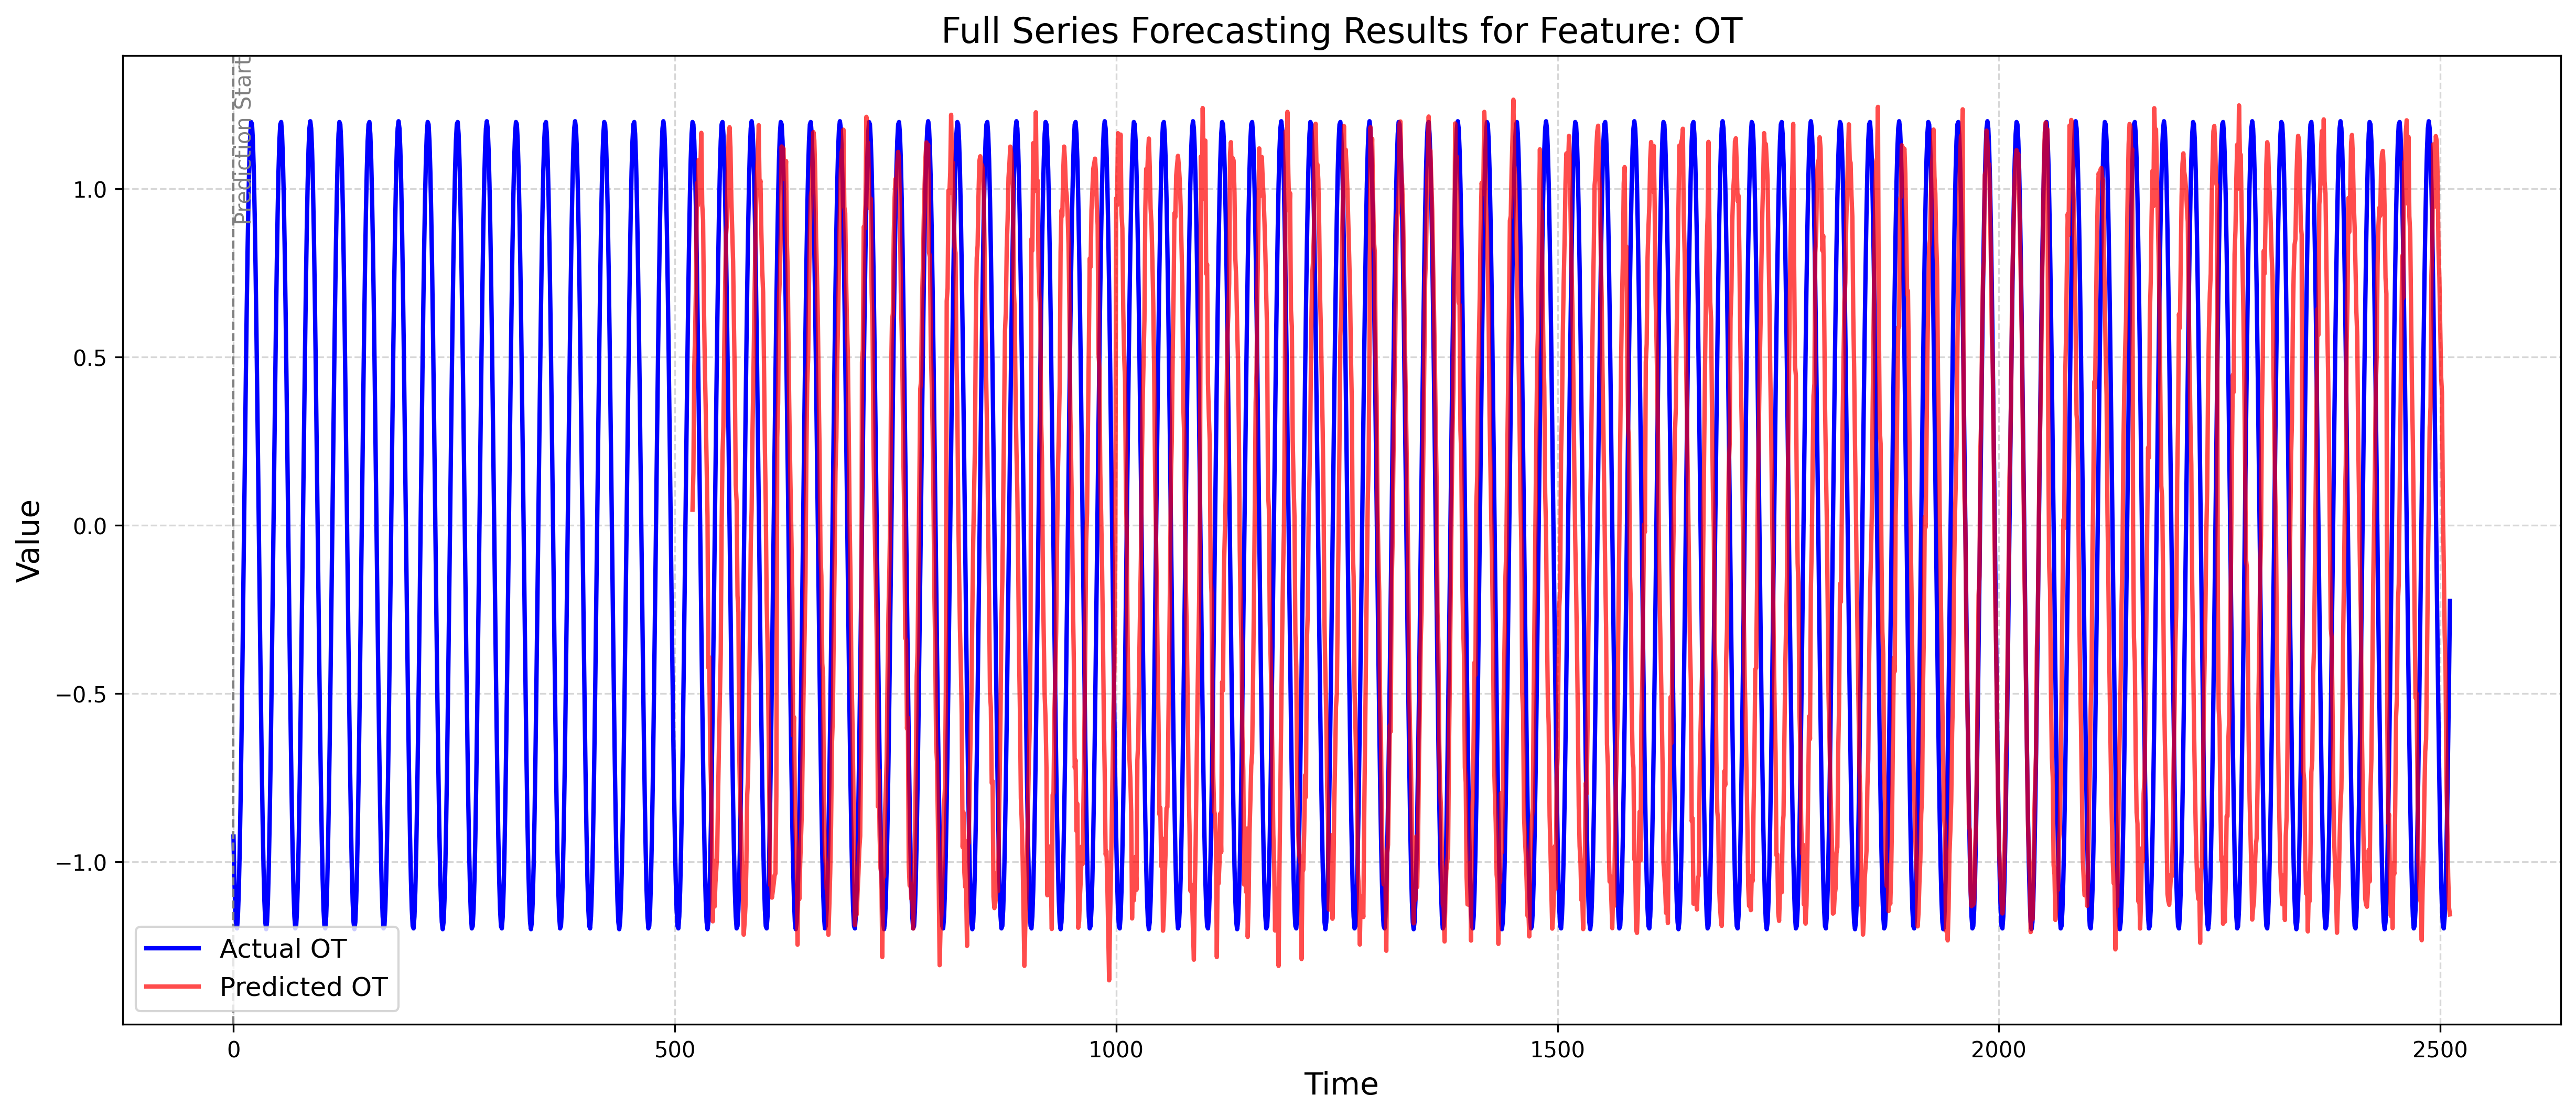 Full Series Forecasting Results for Feature: OT
Prediction Start
Value
1.0
0.5
0.0
−0.5
−1.0
Actual OT
Predicted OT
0 500 1000 1500 2000 2500
Time